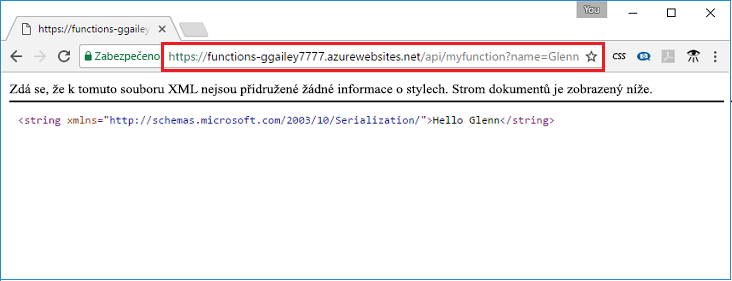 You
https://functions-ggailey
Zabezpečeno https://functions-ggailey7777.azurewebsites.net/api/myfunction?name=Glenn CSS
Zdá se, že k tomuto souboru XML nejsou přidružené žádné informace o stylech. Strom dokumentů je zobrazený níže.
<string xmlns="http://schemas.microsoft.com/2003/10/Serialization/">Hello Glenn</string>